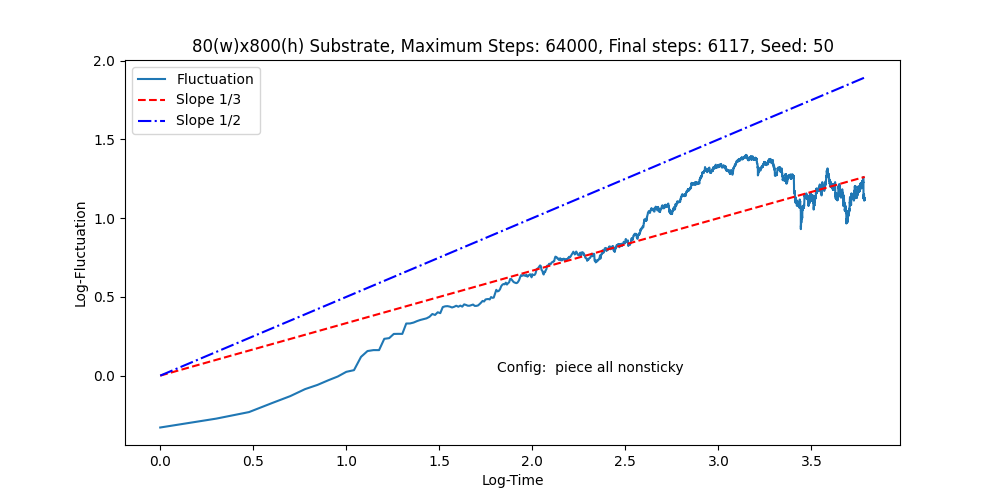 80(w)x800(h) Substrate, Maximum Steps: 64000, Final steps: 6117, Seed: 50
2.0
1.5
1.0
0.5
0.0
Log-Fluctuation
Fluctuation
Slope 1/3
Slope 1/2
Config:  piece all nonsticky
0.0 0.5 1.0 1.5 2.0 2.5 3.0 3.5
Log-Time